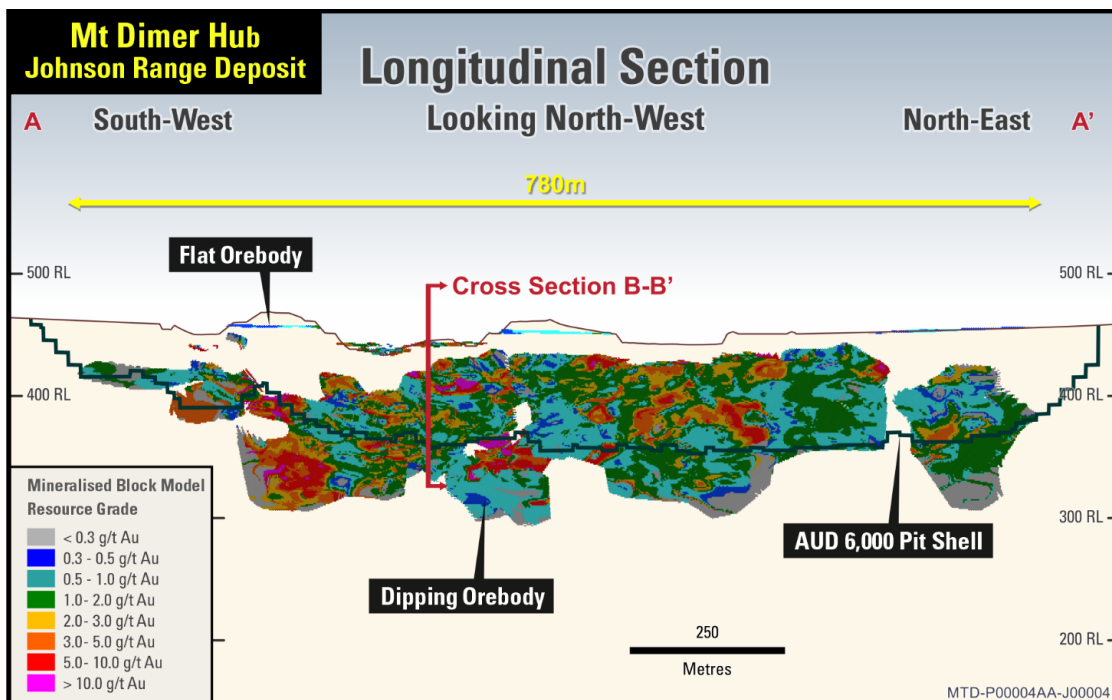 Mt Dimer Hub
Johnson Range Deposit
Longitudinal Section
A
South-West
Looking North-West
North-East
A'
780m
Flat Orebody
500 RL
500 RL
Cross Section B-B’
400 RL
400 RL
Mineralised Block Model
Resource Grade
< 0.3 g/t Au
0.3 - 0.5 g/t Au
0.5 - 1.0 g/t Au
1.0- 2.0 g/t Au
2.0- 3.0 g/t Au
3.0- 5.0 g/t Au
5.0 - 10.0 g/t Au
> 10.0 g/t Au
300 RL
AUD 6,000 Pit Shell
Dipping Orebody
250
Metres
200 RL
MTD-P00004AA-J00004